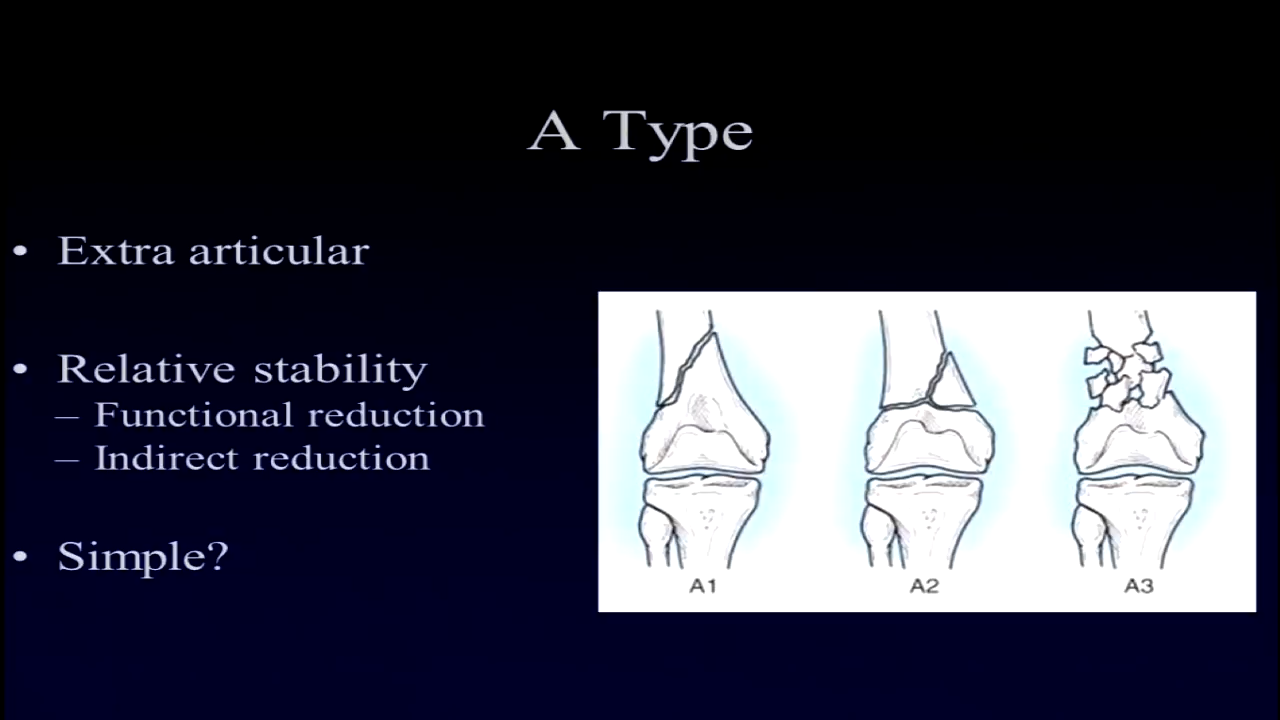 A Type
• Extra articular
• Relative stability
– Functional reduction
– Indirect reduction
• Simple?
A1 A2 A3